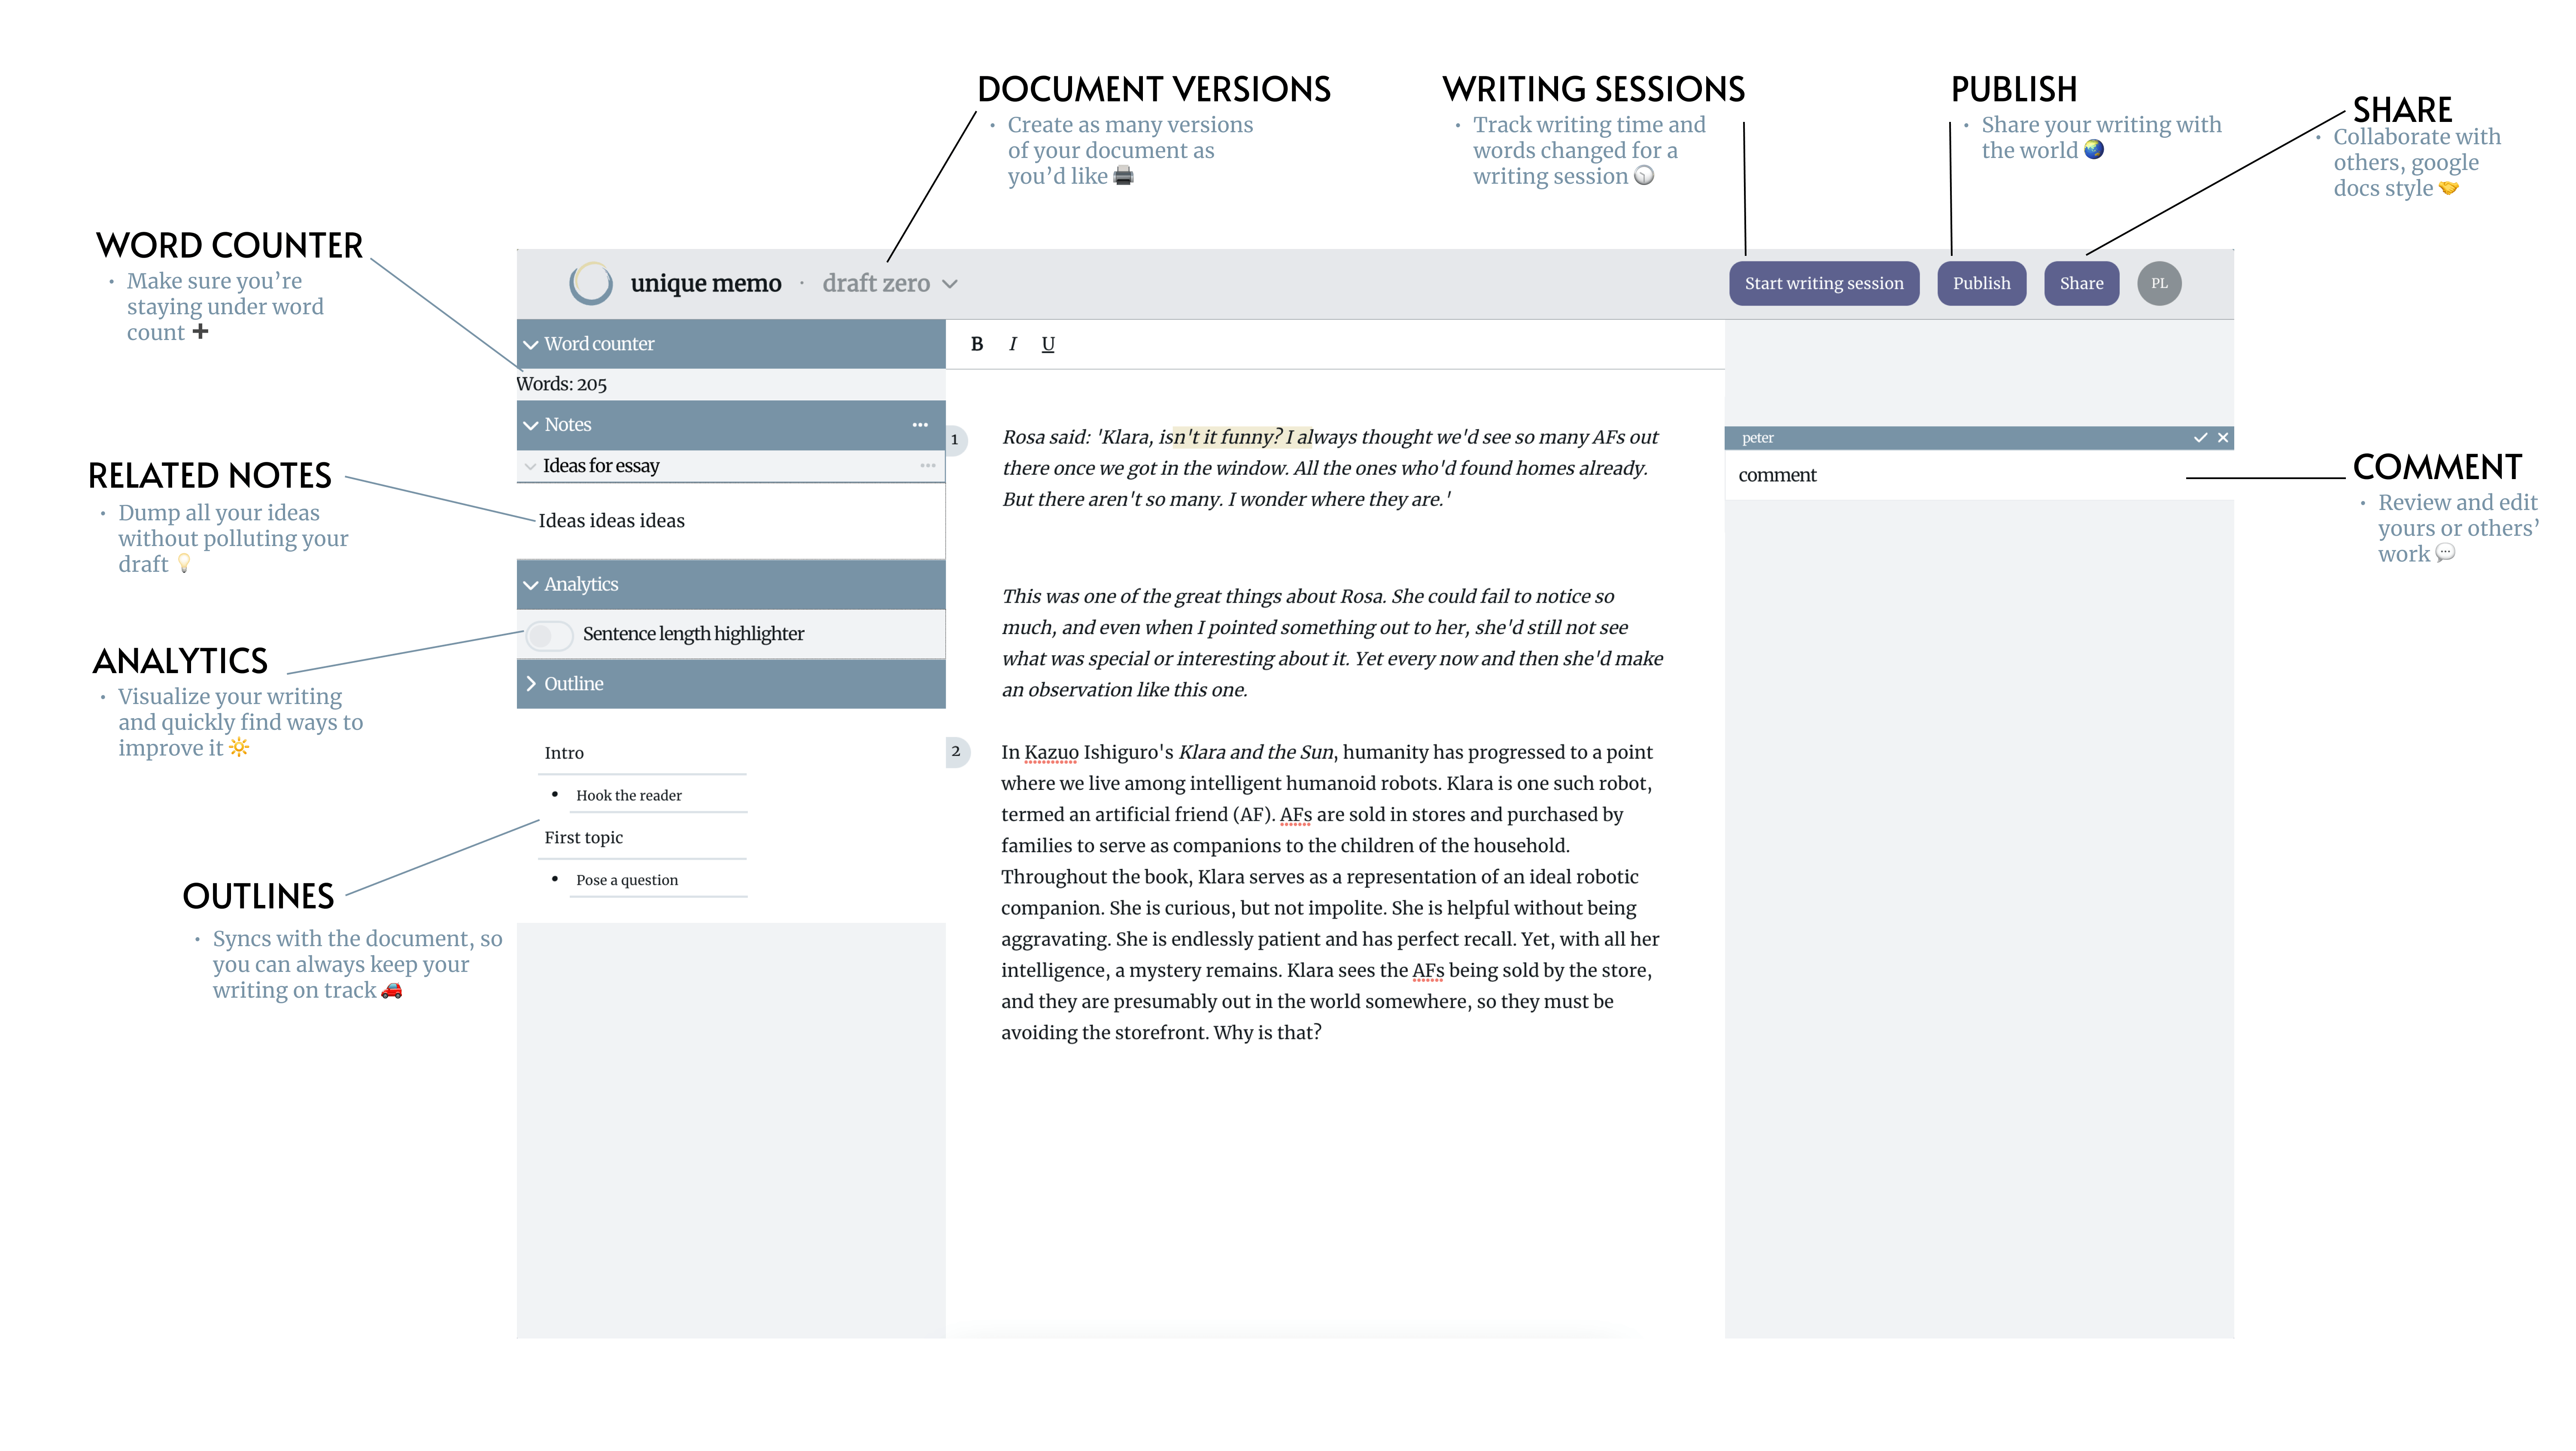 DOCUMENT VERSIONS
• Create as many versions
of your document as
you’d like 🖨️
WRITING SESSIONS
• Track writing time and
words changed for a
writing session 🕥
PUBLISH
• Share your writing with
the world 🌏
SHARE
• Collaborate with
others, google
docs style 🤝
WORD COUNTER
• Make sure you’re
staying under word
count ➕
RELATED NOTES
• Dump all your ideas
without polluting your
draft 💡
ANALYTICS
• Visualize your writing
and quickly find ways to
improve it 🔆
OUTLINES
• Syncs with the document, so
you can always keep your
writing on track 🚗
unique memo · draft zero
Start writing session
Publish
Share
PL
Word counter
Words: 205
Notes
Ideas for essay
Ideas ideas ideas
Analytics
Sentence length highlighter
Outline
Intro
• Hook the reader
First topic
• Pose a question
B I U
1
Rosa said: 'Klara, isn't it funny? I always thought we'd see so many AFs out
there once we got in the window. All the ones who'd found homes already.
But there aren't so many. I wonder where they are.'
This was one of the great things about Rosa. She could fail to notice so
much, and even when I pointed something out to her, she'd still not see
what was special or interesting about it. Yet every now and then she'd make
an observation like this one.
2
In Kazuo Ishiguro's Klara and the Sun, humanity has progressed to a point
where we live among intelligent humanoid robots. Klara is one such robot,
termed an artificial friend (AF). AFs are sold in stores and purchased by
families to serve as companions to the children of the household.
Throughout the book, Klara serves as a representation of an ideal robotic
companion. She is curious, but not impolite. She is helpful without being
aggravating. She is endlessly patient and has perfect recall. Yet, with all her
intelligence, a mystery remains. Klara sees the AFs being sold by the store,
and they are presumably out in the world somewhere, so they must be
avoiding the storefront. Why is that?
peter
comment
COMMENT
• Review and edit
yours or others’
work 💬